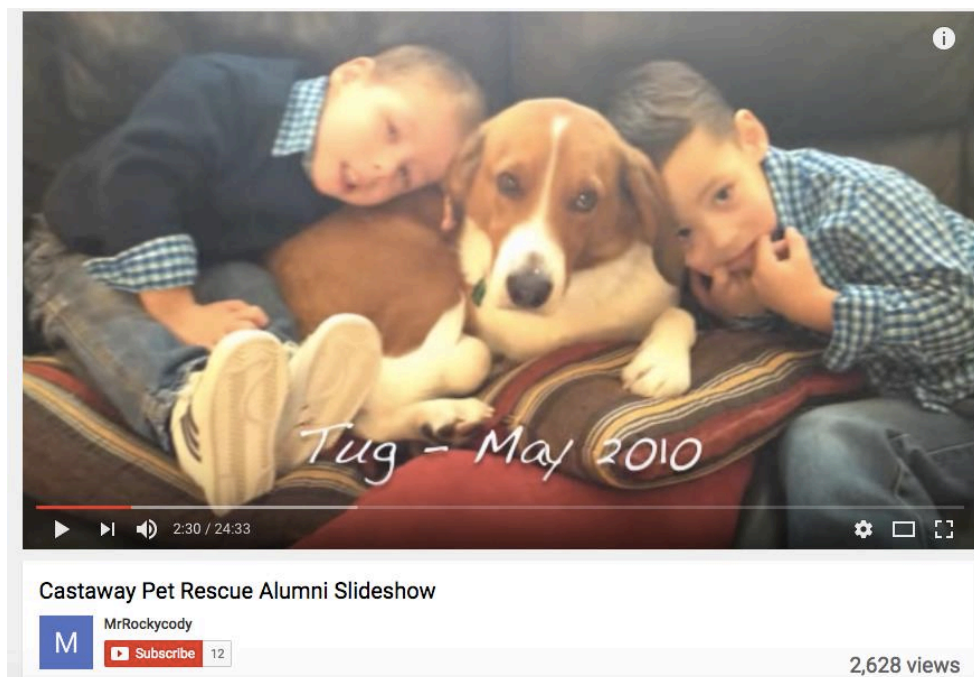 Tug - May 2010
2:30 / 24:33
Castaway Pet Rescue Alumni Slideshow
M
MrRockycody
Subscribe 12
2,628 views